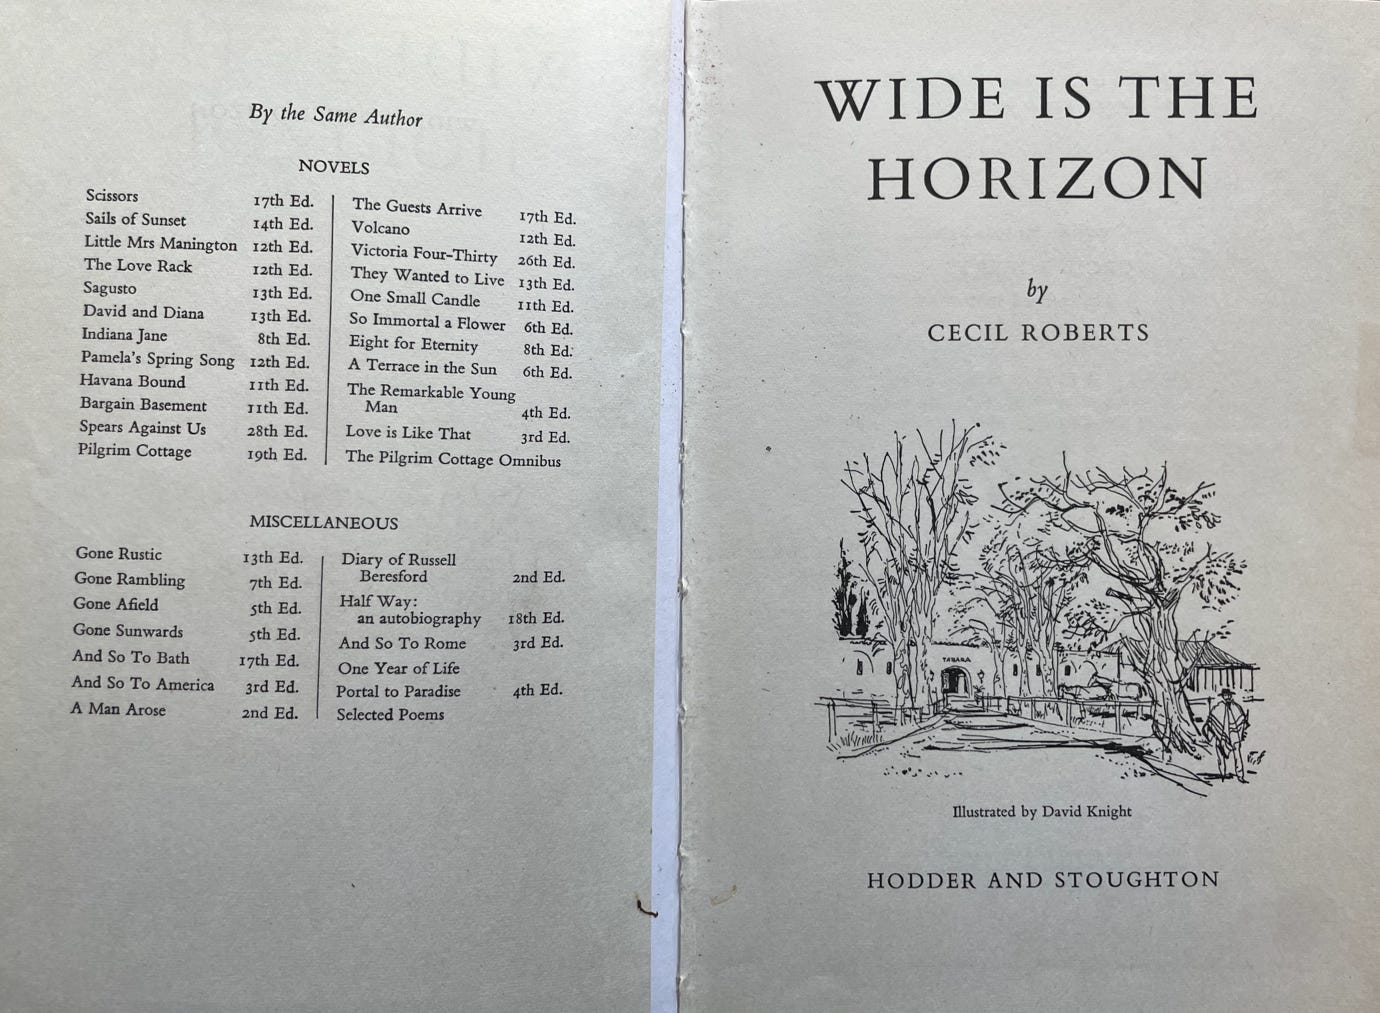 By the Same Author
NOVELS
Scissors 17th Ed.
Sails of Sunset 14th Ed.
Little Mrs Manington 12th Ed.
The Love Rack 12th Ed.
Sagusto 13th Ed.
David and Diana 13th Ed.
Indiana Jane 8th Ed.
Pamela's Spring Song 12th Ed.
Havana Bound 11th Ed.
Bargain Basement 11th Ed.
Spears Against Us 28th Ed.
Pilgrim Cottage 19th Ed.
The Guests Arrive 17th Ed.
Volcano 12th Ed.
Victoria Four-Thirty 26th Ed.
They Wanted to Live 13th Ed.
One Small Candle 11th Ed.
So Immortal a Flower 6th Ed.
Eight for Eternity 8th Ed.
A Terrace in the Sun 6th Ed.
The Remarkable Young
Man 4th Ed.
Love is Like That 3rd Ed.
The Pilgrim Cottage Omnibus
MISCELLANEOUS
Gone Rustic 13th Ed.
Gone Rambling 7th Ed.
Gone Afield 5th Ed.
Gone Sunwards 5th Ed.
And So To Bath 17th Ed.
And So To America 3rd Ed.
A Man Arose 2nd Ed.
Diary of Russell
Beresford 2nd Ed.
Half Way:
an autobiography 18th Ed.
And So To Rome 3rd Ed.
One Year of Life
Portal to Paradise 4th Ed.
Selected Poems
WIDE IS THE
HORIZON
by
CECIL ROBERTS
TABARA
Illustrated by David Knight
HODDER AND STOUGHTON